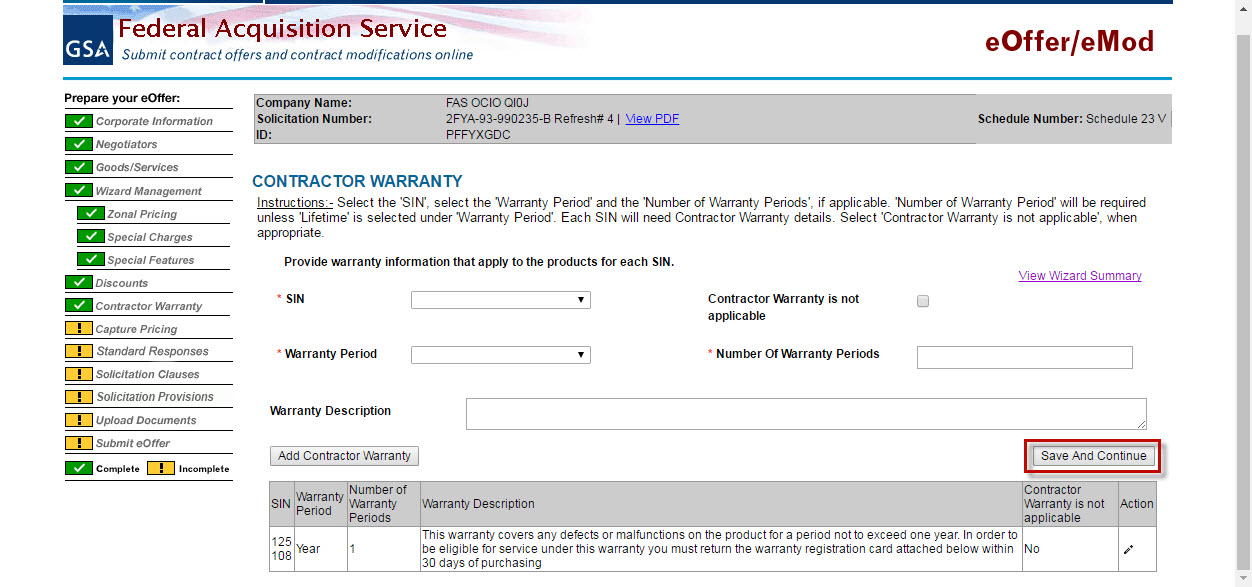 GSA
Federal Acquisition Service
Submit contract offers and contract modifications online
eOffer/eMod
Prepare your eOffer:
Corporate Information
Negotiators
Goods/Services
Wizard Management
Zonal Pricing
Special Charges
Special Features
Discounts
Contractor Warranty
Capture Pricing
Standard Responses
Solicitation Clauses
Solicitation Provisions
Upload Documents
Submit eOffer
Complete ! Incomplete
Company Name: FAS OCIO QI0J
Solicitation Number: 2FYA-93-990235-B Refresh# 4 | View PDF Schedule Number: Schedule 23 V
ID: PFFYXGDC
CONTRACTOR WARRANTY
Instructions:- Select the 'SIN', select the 'Warranty Period' and the 'Number of Warranty Periods', if applicable. 'Number of Warranty Period' will be required
unless 'Lifetime' is selected under 'Warranty Period'. Each SIN will need Contractor Warranty details. Select 'Contractor Warranty is not applicable', when
appropriate.
Provide warranty information that apply to the products for each SIN.
View Wizard Summary
* SIN
Contractor Warranty is not
applicable
* Warranty Period
* Number Of Warranty Periods
Warranty Description
Add Contractor Warranty
Save And Continue
SIN
Warranty
Period
Number of
Warranty
Periods
Warranty Description
Contractor
Warranty is not
applicable
Action
125
108
Year
1
This warranty covers any defects or malfunctions on the product for a period not to exceed one year. In order to
be eligible for service under this warranty you must return the warranty registration card attached below within
30 days of purchasing
No